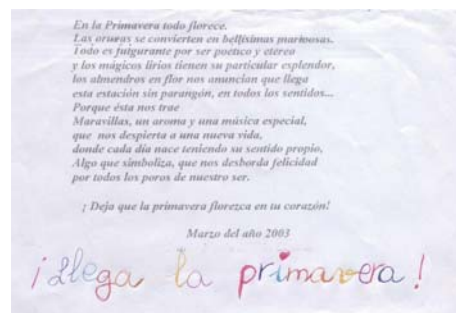 En la Primavera todo florece.
Las orugas se convierten en bellísimas mariposas.
Todo es fulgurante por ser poético y etéreo
y los mágicos lirios tienen su particular esplendor,
los almendros en flor nos anuncian que llega
esta estación sin parangón, en todos los sentidos...
Porque ésta nos trae
Maravillas, un aroma y una música especial,
que nos despierta a una nueva vida,
donde cada día nace teniendo su sentido propio,
Algo que simboliza, que nos desborda felicidad
por todos los poros de nuestro ser.
¡ Deja que la primavera florezca en tu corazón!
Marzo del año 2003
¡Llega la primavera!